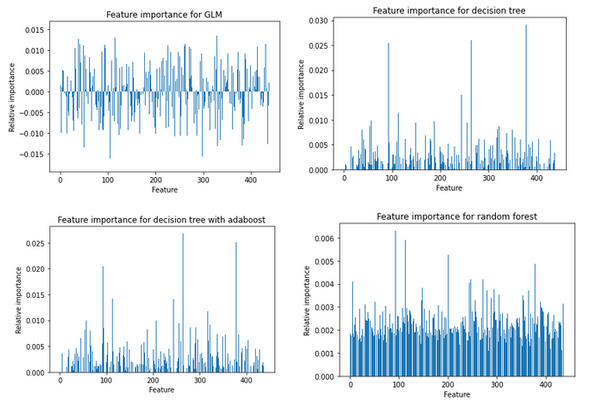 Feature importance for GLM
Relative importance
0.015
0.010
0.005
0.000
−0.005
−0.010
−0.015
0 100 200 300 400
Feature
Feature importance for decision tree
Relative importance
0.030
0.025
0.020
0.015
0.010
0.005
0.000
0 100 200 300 400
Feature
Feature importance for decision tree with adaboost
Relative importance
0.025
0.020
0.015
0.010
0.005
0.000
0 100 200 300 400
Feature
Feature importance for random forest
Relative importance
0.006
0.005
0.004
0.003
0.002
0.001
0.000
0 100 200 300 400
Feature